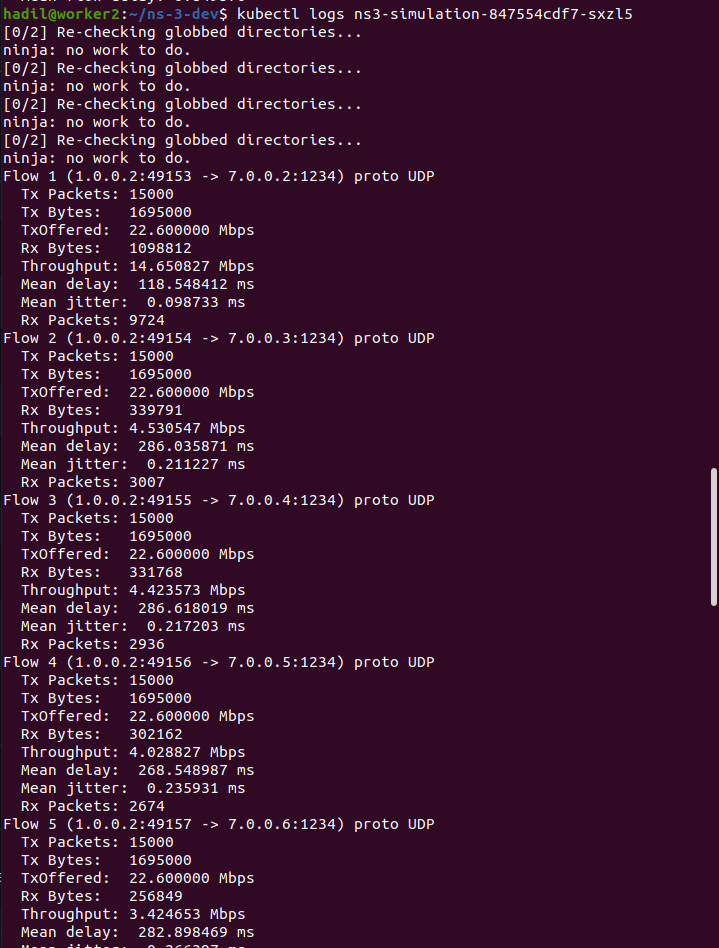 hadil@worker2:~/ns-3-dev$ kubectl logs ns3-simulation-847554cdf7-sxzl5
[0/2] Re-checking globbed directories...
ninja: no work to do.
[0/2] Re-checking globbed directories...
ninja: no work to do.
[0/2] Re-checking globbed directories...
ninja: no work to do.
[0/2] Re-checking globbed directories...
ninja: no work to do.
Flow 1 (1.0.0.2:49153 -> 7.0.0.2:1234) proto UDP
  Tx Packets: 15000
  Tx Bytes:   1695000
  TxOffered:  22.600000 Mbps
  Rx Bytes:   1098812
  Throughput: 14.650827 Mbps
  Mean delay:  118.548412 ms
  Mean jitter:  0.098733 ms
  Rx Packets: 9724
Flow 2 (1.0.0.2:49154 -> 7.0.0.3:1234) proto UDP
  Tx Packets: 15000
  Tx Bytes:   1695000
  TxOffered:  22.600000 Mbps
  Rx Bytes:   339791
  Throughput: 4.530547 Mbps
  Mean delay:  286.035871 ms
  Mean jitter:  0.211227 ms
  Rx Packets: 3007
Flow 3 (1.0.0.2:49155 -> 7.0.0.4:1234) proto UDP
  Tx Packets: 15000
  Tx Bytes:   1695000
  TxOffered:  22.600000 Mbps
  Rx Bytes:   331768
  Throughput: 4.423573 Mbps
  Mean delay:  286.618019 ms
  Mean jitter:  0.217203 ms
  Rx Packets: 2936
Flow 4 (1.0.0.2:49156 -> 7.0.0.5:1234) proto UDP
  Tx Packets: 15000
  Tx Bytes:   1695000
  TxOffered:  22.600000 Mbps
  Rx Bytes:   302162
  Throughput: 4.028827 Mbps
  Mean delay:  268.548987 ms
  Mean jitter:  0.235931 ms
  Rx Packets: 2674
Flow 5 (1.0.0.2:49157 -> 7.0.0.6:1234) proto UDP
  Tx Packets: 15000
  Tx Bytes:   1695000
  TxOffered:  22.600000 Mbps
  Rx Bytes:   256849
  Throughput: 3.424653 Mbps
  Mean delay:  282.898469 ms